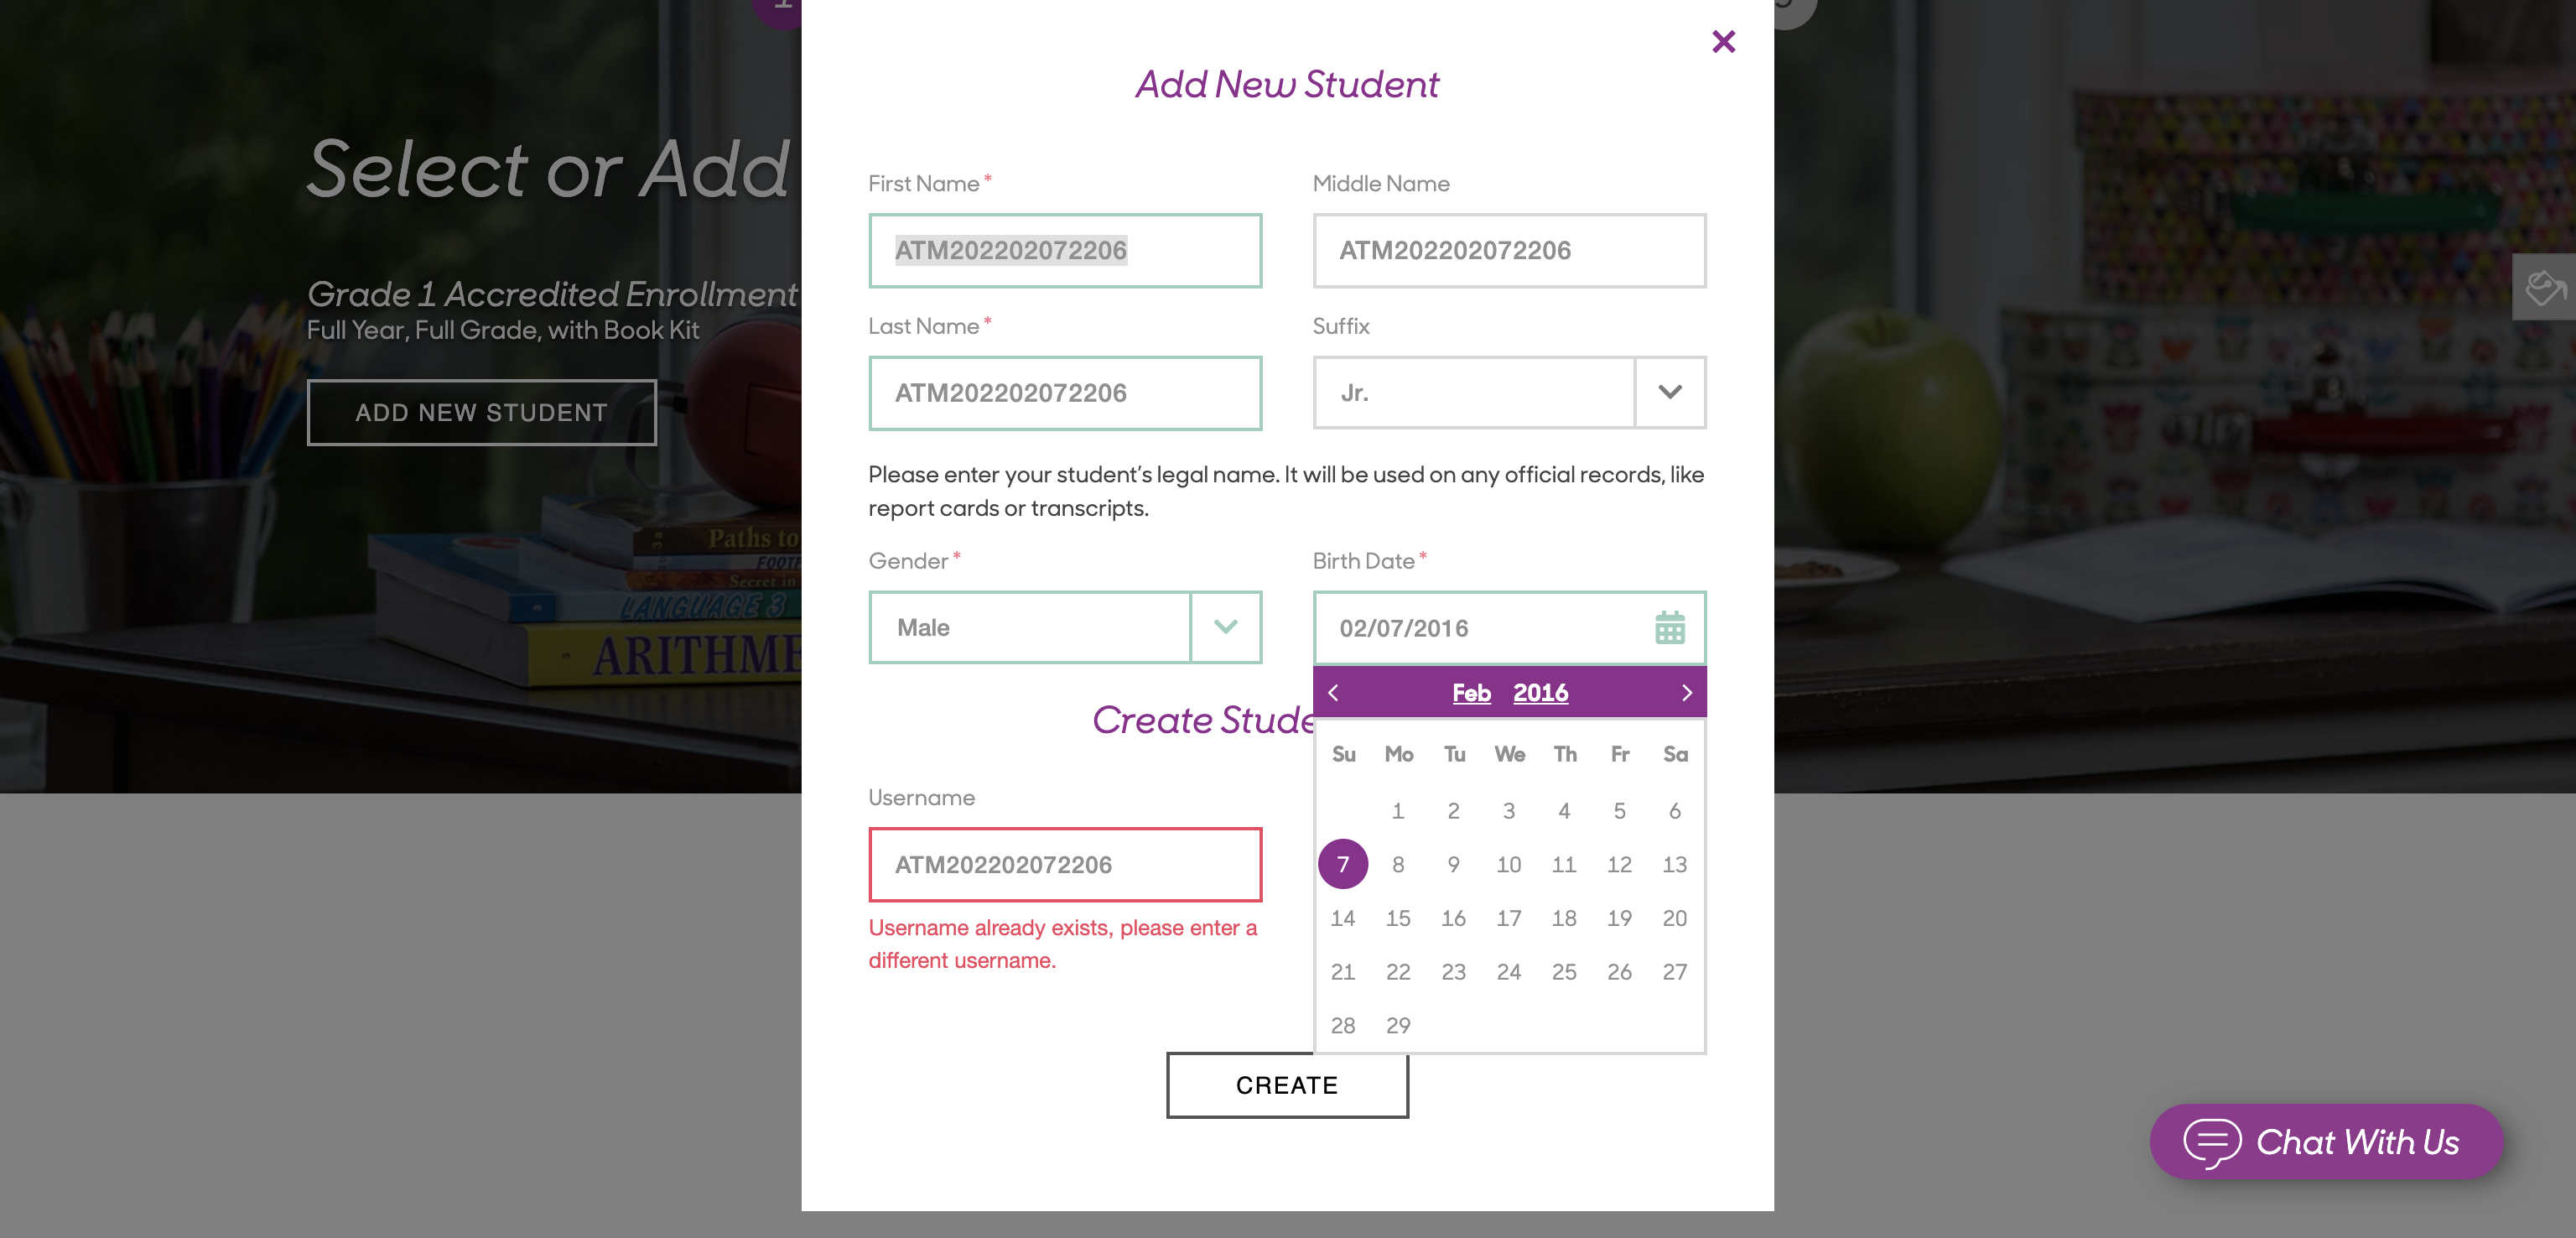 1
Add New Student
Select or Add
First Name *
Middle Name
ATM202202072206
ATM202202072206
Grade 1 Accredited Enrollment
Full Year, Full Grade, with Book Kit
Last Name *
Suffix
ATM202202072206
Jr.
ADD NEW STUDENT
Please enter your student's legal name. It will be used on any official records, like
report cards or transcripts.
Paths to
Secret in
LANGUAGE 3
ARITHME
Gender *
Birth Date *
Male
02/07/2016
Feb 2016
Create Stude
Su Mo Tu We Th Fr Sa
1 2 3 4 5 6
7 8 9 10 11 12 13
14 15 16 17 18 19 20
21 22 23 24 25 26 27
28 29
Username
ATM202202072206
Username already exists, please enter a
different username.
CREATE
Chat With Us